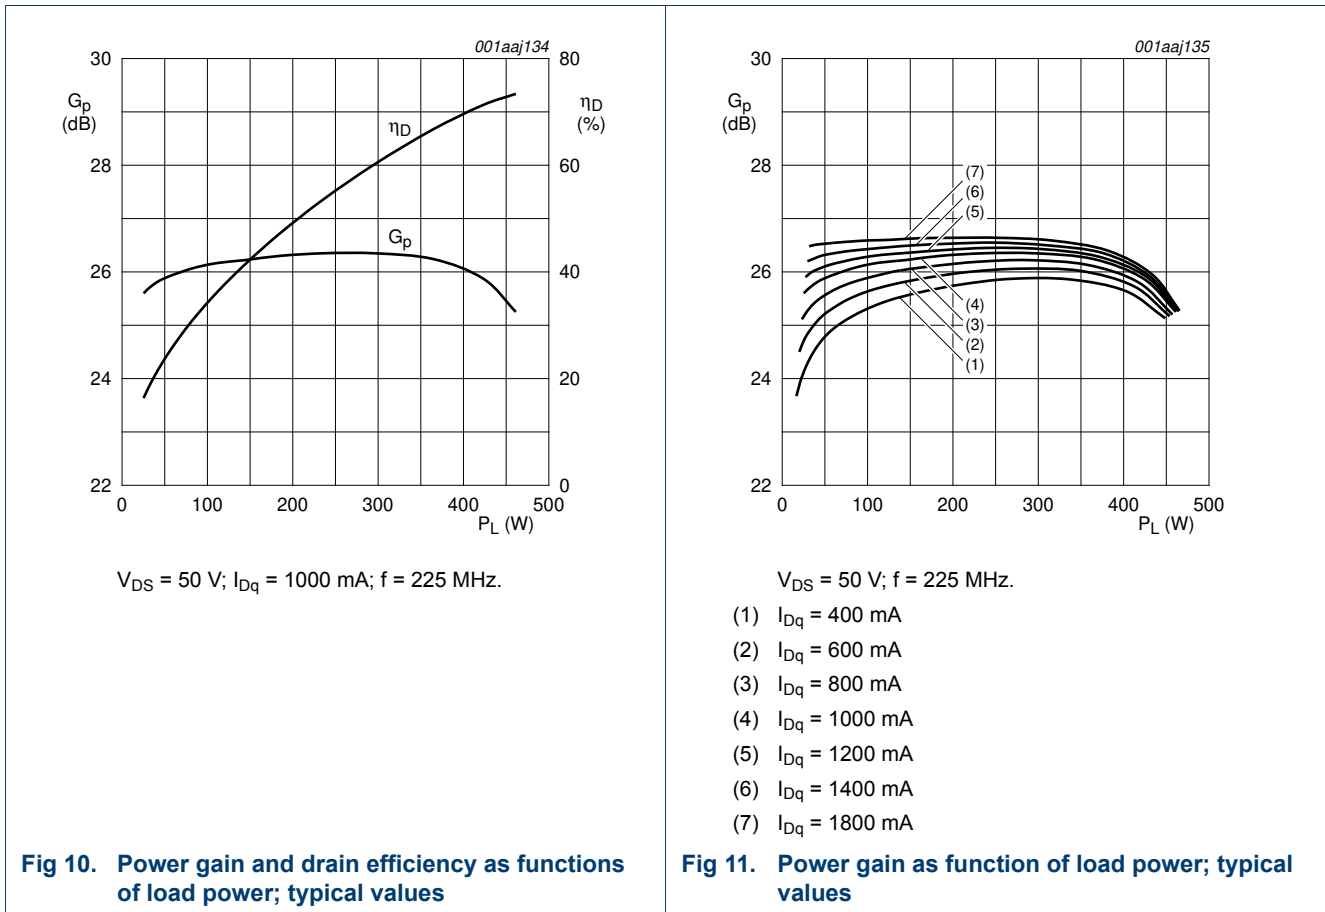 001aaj134
30
80
Gp
(dB)
ηD
(%)
ηD
28
60
Gp
26
40
24
20
22
0
0 100 200 300 400 500
PL (W)
VDS = 50 V; IDq = 1000 mA; f = 225 MHz.
Fig 10. Power gain and drain efficiency as functions
of load power; typical values
001aaj135
30
Gp
(dB)
28
(7)
(6)
(5)
26
(4)
(3)
(2)
(1)
24
22
0 100 200 300 400 500
PL (W)
VDS = 50 V; f = 225 MHz.
(1) IDq = 400 mA
(2) IDq = 600 mA
(3) IDq = 800 mA
(4) IDq = 1000 mA
(5) IDq = 1200 mA
(6) IDq = 1400 mA
(7) IDq = 1800 mA
Fig 11. Power gain as function of load power; typical
values